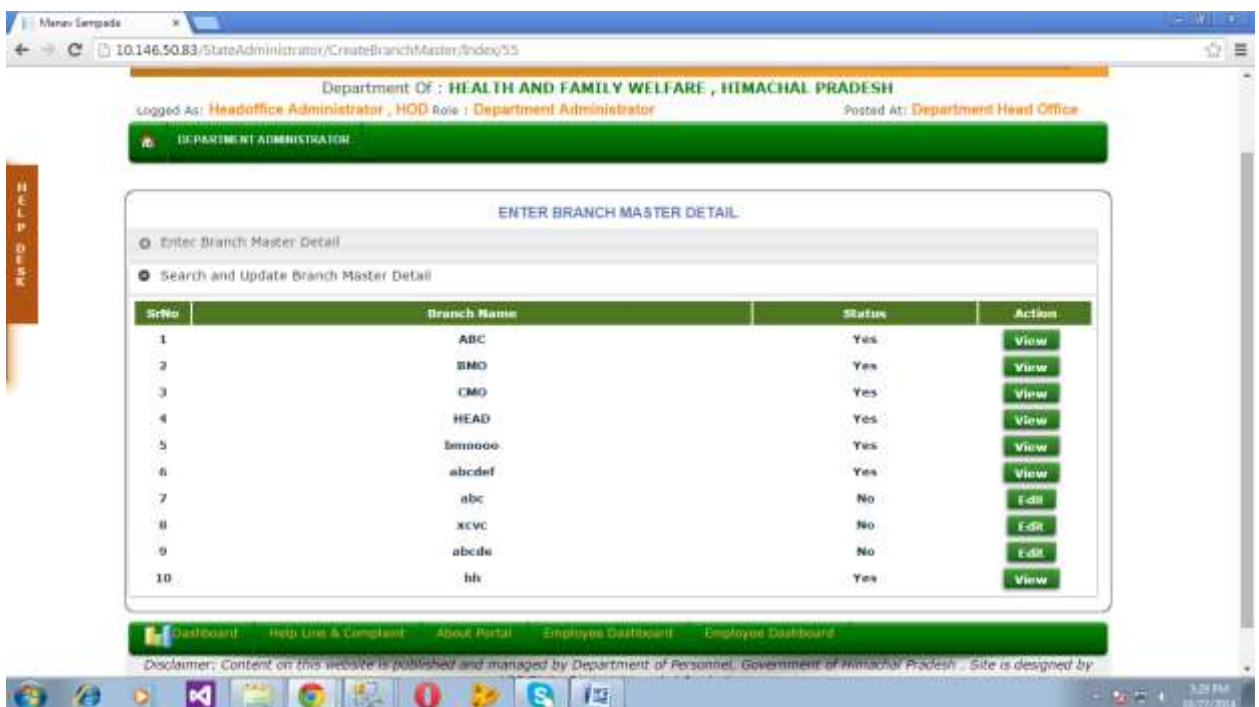 Manav Sampada
10.146.50.83/StateAdministrator/CreateBranchMaster/Index/55
Department Of : HEALTH AND FAMILY WELFARE , HIMACHAL PRADESH
Logged As: Headoffice Administrator , HOD Role : Department Administrator Posted At: Department Head Office
DEPARTMENT ADMINISTRATOR
HELP DESK
ENTER BRANCH MASTER DETAIL
Enter Branch Master Detail
Search and Update Branch Master Detail
SrNo Branch Name Status Action
1 ABC Yes View
2 BMO Yes View
3 CMO Yes View
4 HEAD Yes View
5 bmoooo Yes View
6 abcdef Yes View
7 abc No Edit
8 xcvc No Edit
9 abcde No Edit
10 hh Yes View
Dashboard Help Line & Complaint About Portal Employee Dashboard Employee Dashboard
Disclaimer: Content on this website is published and managed by Department of Personnel, Government of Himachal Pradesh . Site is designed by
3:29 PM